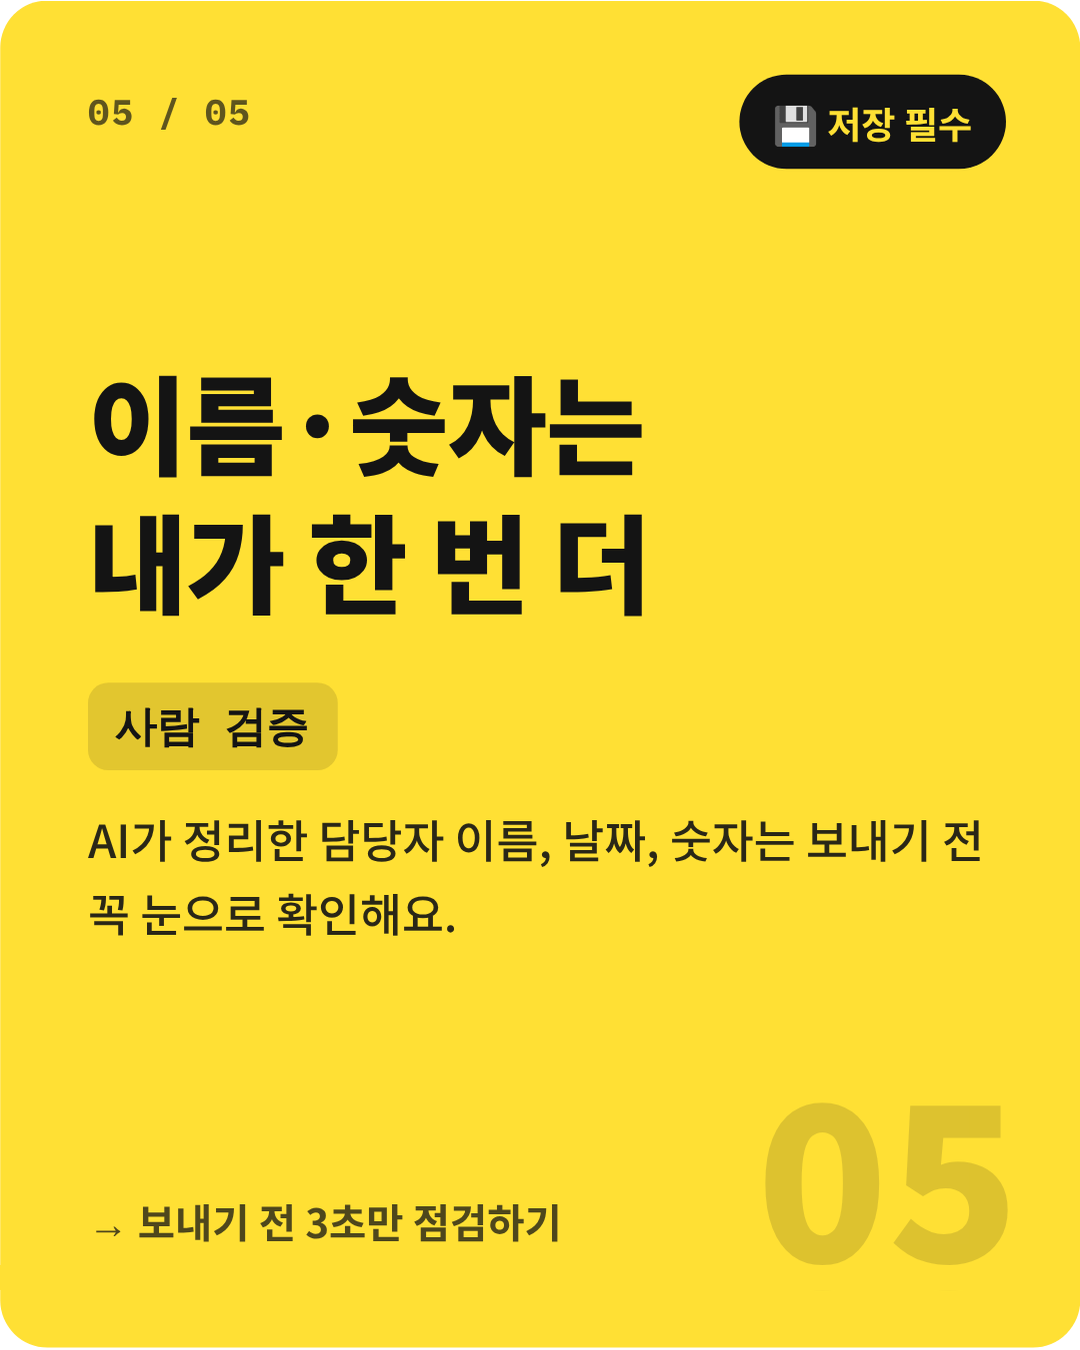 05 / 05
💾 저장 필수
이름·숫자는
내가 한 번 더
사람 검증
AI가 정리한 담당자 이름, 날짜, 숫자는 보내기 전
꼭 눈으로 확인해요.
→ 보내기 전 3초만 점검하기
05